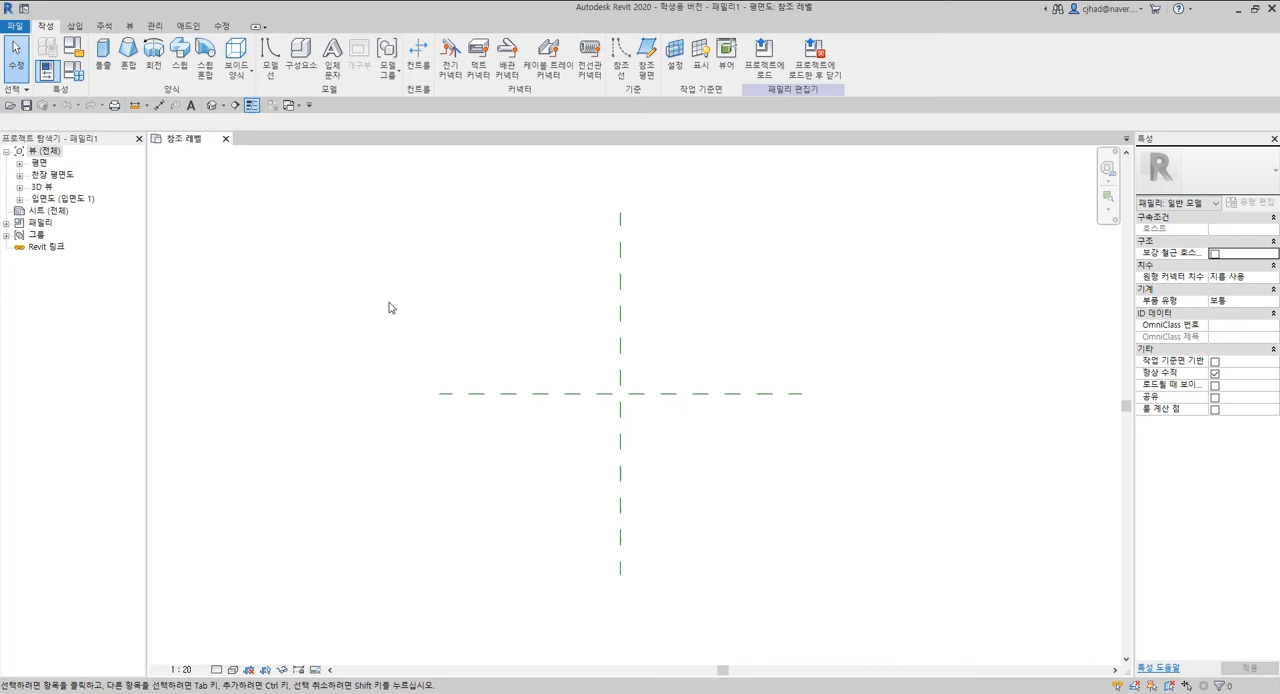 Autodesk Revit 2020 - 학생용 버전 - 패밀리1 - 평면도: 참조 레벨
cjhad@naver....
파일 작성 삽입 주석 뷰 관리 애드인 수정
수정
돌출 혼합 회전 스윕 스윕 혼합 보이드 양식
모델 선 구성요소 입체 문자 개구부 모델 그룹
컨트롤
전기 커넥터 덕트 커넥터 배관 커넥터 케이블 트레이 커넥터 전선관 커넥터
참조 선 참조 평면
설정 표시 뷰어
프로젝트에 로드 프로젝트에 로드한 후 닫기
선택 특성 양식 모델 컨트롤 커넥터 기준 작업 기준면 패밀리 편집기
프로젝트 탐색기 - 패밀리1
참조 레벨
특성
뷰 (전체)
평면
천장 평면도
3D 뷰
입면도 (입면도 1)
시트 (전체)
패밀리
그룹
Revit 링크
2D
패밀리: 일반 모델
유형 편집
구속조건
호스트
구조
보강 철근 호스...
치수
원형 커넥터 치수 지름 사용
기계
부품 유형 보통
ID 데이터
OmniClass 번호
OmniClass 제목
기타
작업 기준면 기반
항상 수직
로드될 때 보이...
공유
룸 계산 점
특성 도움말
적용
1 : 20
선택하려면 항목을 클릭하고, 다른 항목을 선택하려면 Tab 키, 추가하려면 Ctrl 키, 선택 취소하려면 Shift 키를 누르십시오.
:0